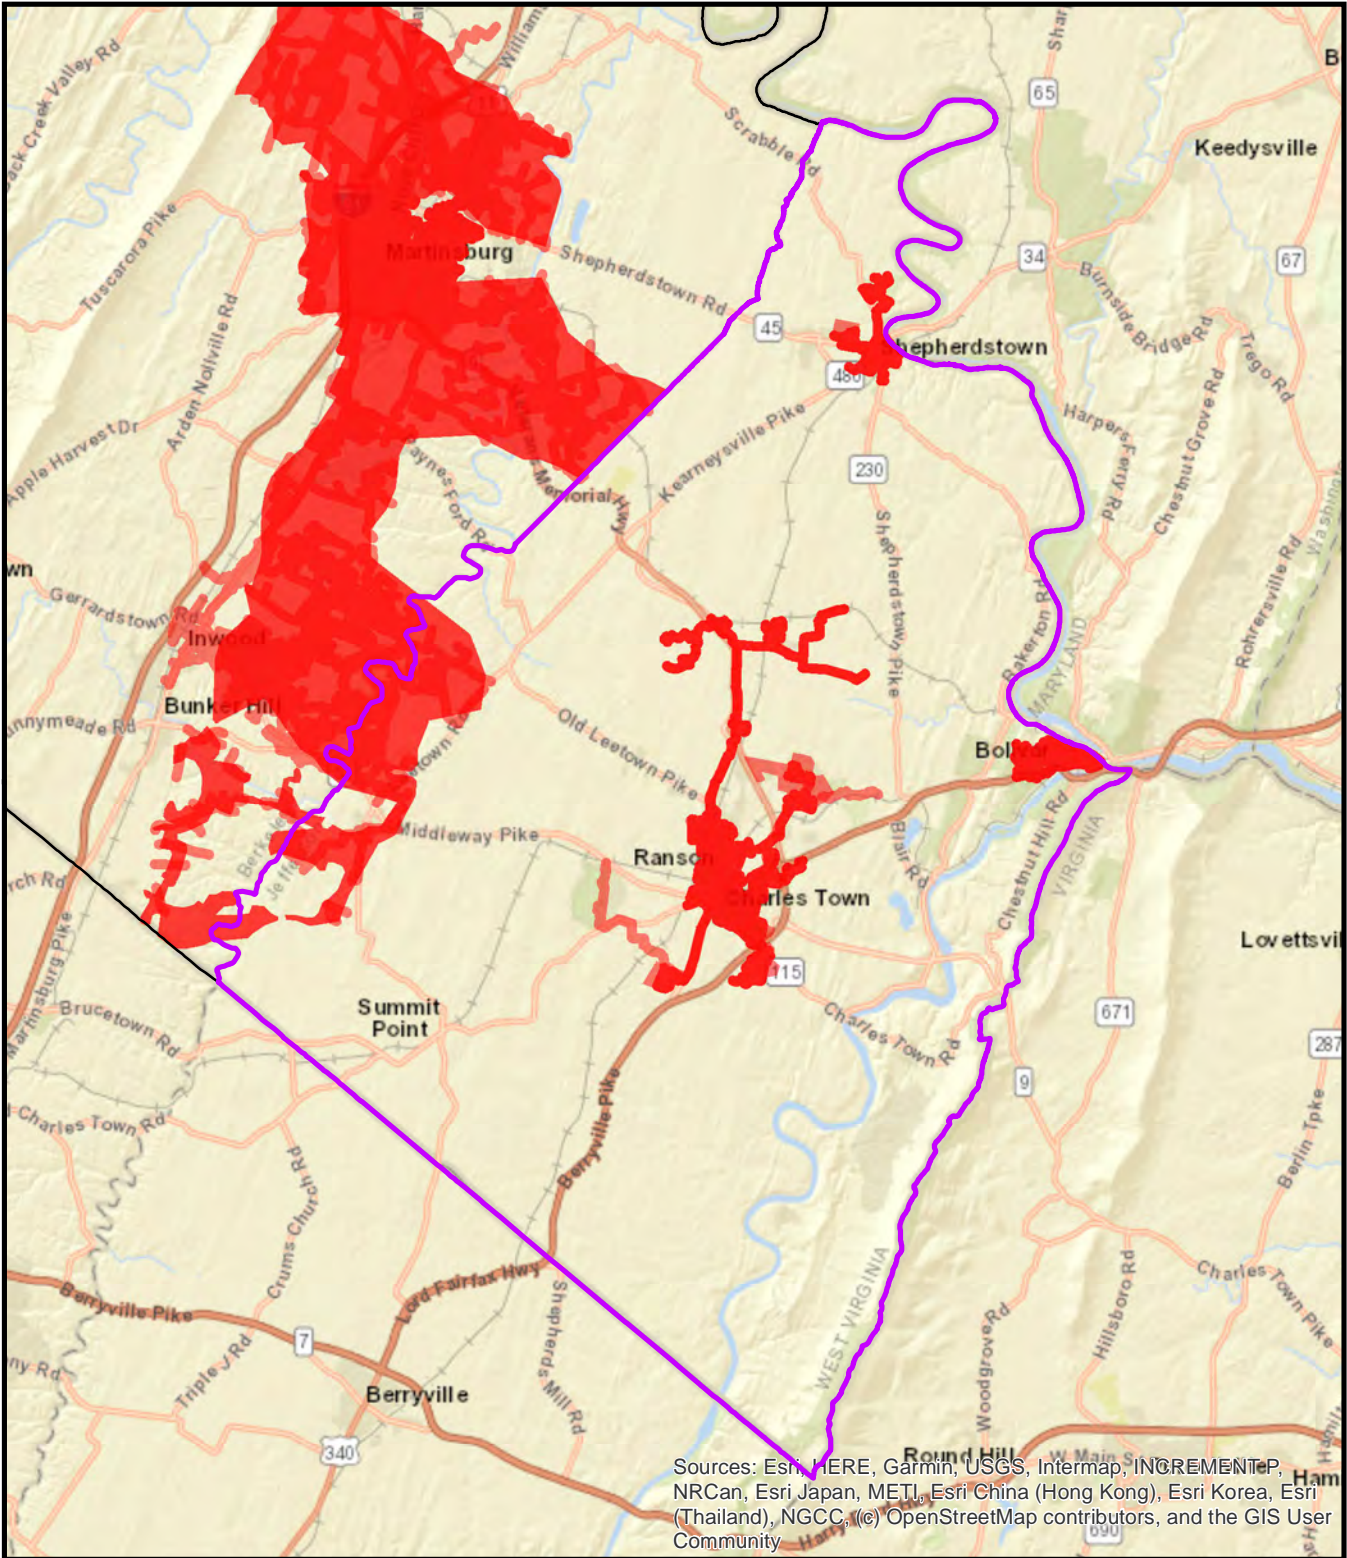 Scrabble Rd
65
Keedysville
Tuscarora Pike
Martinsburg
Shepherdstown Rd
34
67
Burnside Bridge Rd
Trego Rd
45
Shepherdstown
480
Arden Nollville Rd
Apple Harvest Dr
Kearneysville Pike
Harpers Ferry Rd
Chestnut Grove Rd
230
Memorial Hwy
Shepherdstown Pike
Gerrardstown Rd
Inwood
Bakerton Rd
MARYLAND
Rohrersville Rd
Bunker Hill
Old Leetown Pike
Bolivar
Middleway Pike
Ranson
Charles Town
Blair Rd
Chestnut Hill Rd
VIRGINIA
115
Martinsburg Pike
Summit
Point
Brucetown Rd
Charles Town Rd
671
287
9
Charles Town Rd
Berryville Pike
Crums Church Rd
Berlin Tpke
Lord Fairfax Hwy
Shepherds Mill Rd
WEST VIRGINIA
Hillsboro Rd
Charles Town Pike
Berryville Pike
7
Triple J Rd
Woodgrove Rd
Berryville
340
Round Hill
690
Sources: Esri, HERE, Garmin, USGS, Intermap, INCREMENT P,
NRCan, Esri Japan, METI, Esri China (Hong Kong), Esri Korea, Esri
(Thailand), NGCC, (c) OpenStreetMap contributors, and the GIS User
Community